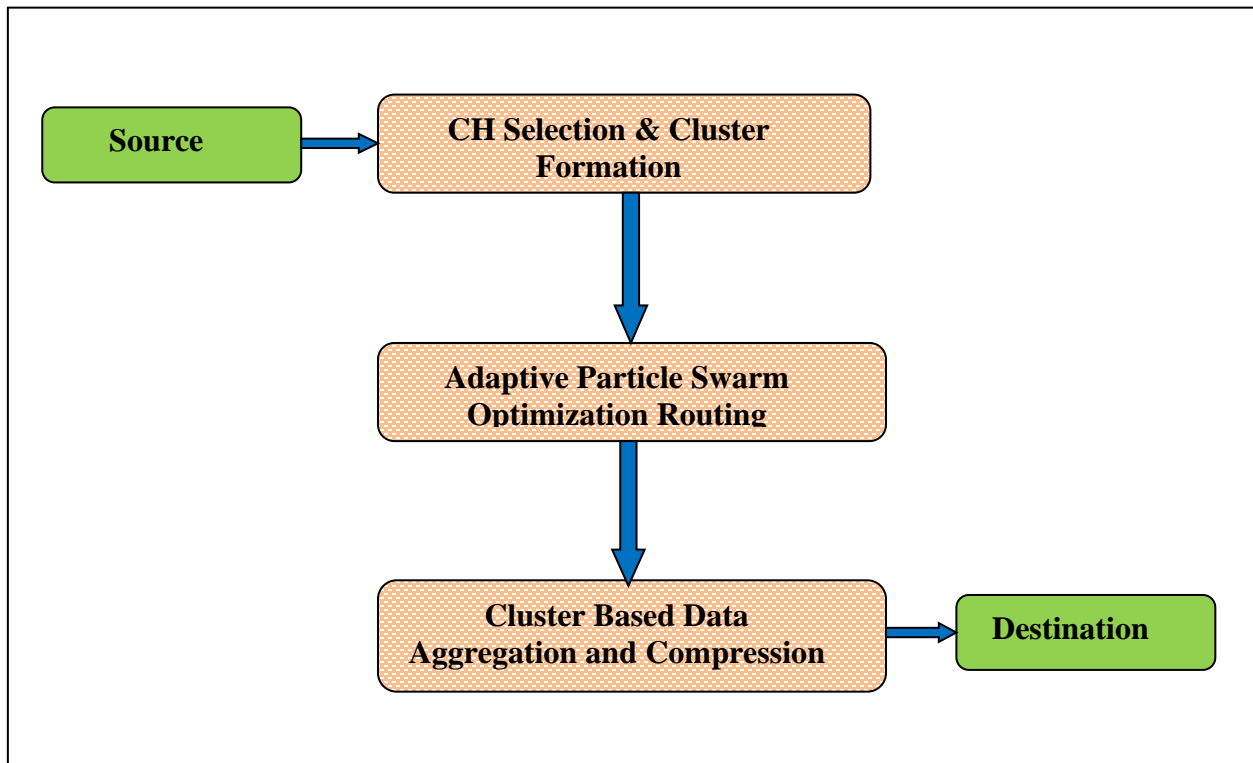 Source
CH Selection & Cluster
Formation
Adaptive Particle Swarm
Optimization Routing
Cluster Based Data
Aggregation and Compression
Destination